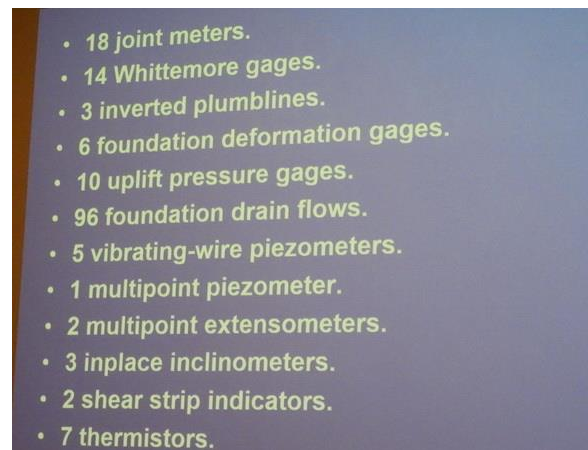 • 18 joint meters.
• 14 Whittemore gages.
• 3 inverted plumblines.
• 6 foundation deformation gages.
• 10 uplift pressure gages.
• 96 foundation drain flows.
• 5 vibrating-wire piezometers.
• 1 multipoint piezometer.
• 2 multipoint extensometers.
• 3 inplace inclinometers.
• 2 shear strip indicators.
• 7 thermistors.